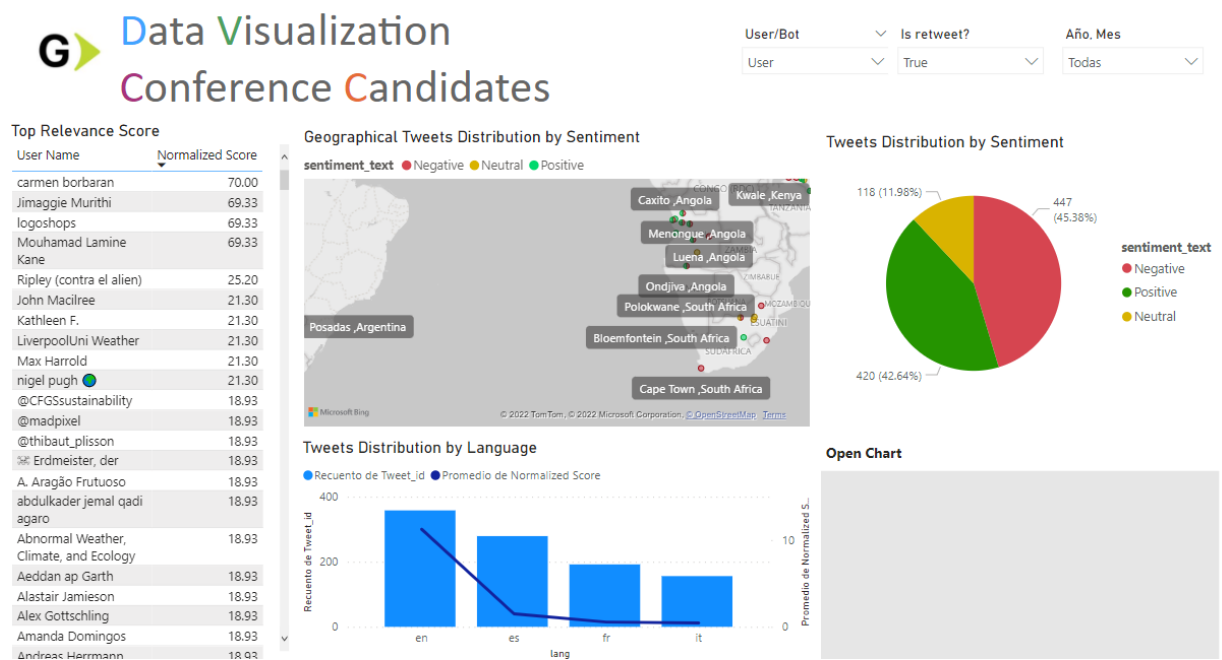 G
Data Visualization
Conference Candidates
User/Bot
User
Is retweet?
True
Año, Mes
Todas
Top Relevance Score
User Name Normalized Score
carmen borbaran 70.00
Jimaggie Murithi 69.33
logoshops 69.33
Mouhamad Lamine 69.33
Kane
Ripley (contra el alien) 25.20
John Macilree 21.30
Kathleen F. 21.30
LiverpoolUni Weather 21.30
Max Harrold 21.30
nigel pugh 🌍 21.30
@CFGSsustainability 18.93
@madpixel 18.93
@thibaut_plisson 18.93
☠ Erdmeister, der 18.93
A. Aragão Frutuoso 18.93
abdulkader jemal qadi 18.93
agaro
Abnormal Weather, 18.93
Climate, and Ecology
Aeddan ap Garth 18.93
Alastair Jamieson 18.93
Alex Gottschling 18.93
Amanda Domingos 18.93
Andreas Herrmann 18.93
Geographical Tweets Distribution by Sentiment
sentiment_text Negative Neutral Positive
Caxito ,Angola
Kwale ,Kenya
TANZANIA
Menongue ,Angola
ZAMBIA
Luena ,Angola
ZIMBABUE
Ondjiva ,Angola
Polokwane ,South Africa
MOZAMBIQU
Posadas ,Argentina
ESUATINI
Bloemfontein ,South Africa
SUDÁFRICA
Cape Town ,South Africa
Microsoft Bing
© 2022 TomTom, © 2022 Microsoft Corporation, © OpenStreetMap Terms
Tweets Distribution by Language
Recuento de Tweet_id Promedio de Normalized Score
Recuento de Tweet_id
400
200
0
en es fr it
lang
10
0
Promedio de Normalized S...
Tweets Distribution by Sentiment
118 (11.98%)
447
(45.38%)
420 (42.64%)
sentiment_text
Negative
Positive
Neutral
Open Chart